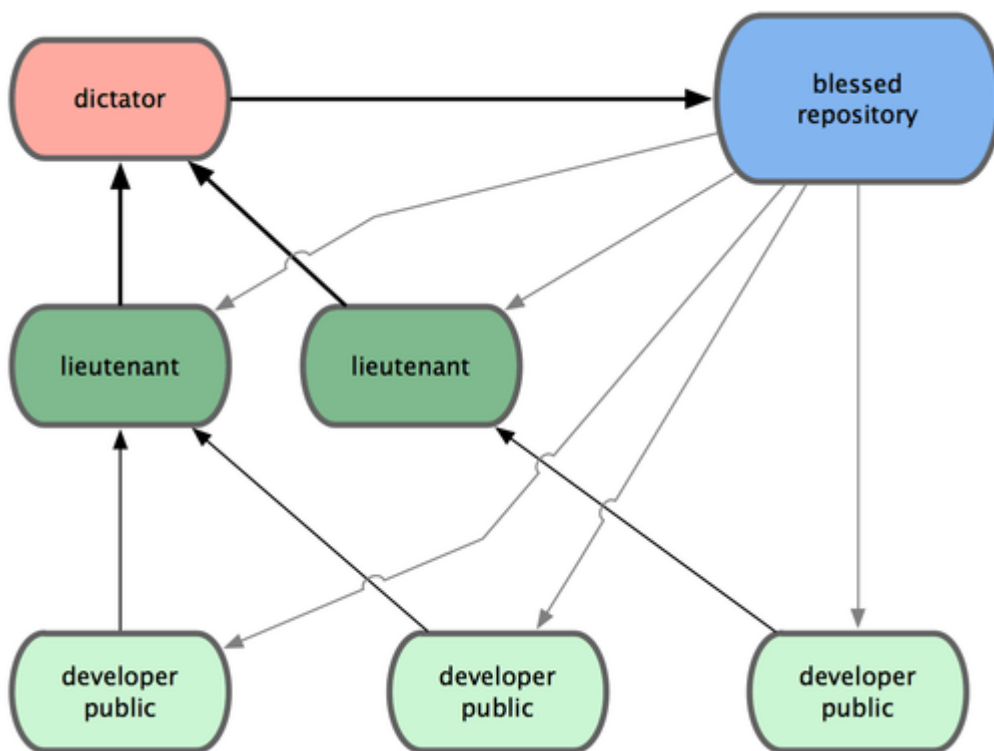 dictator
blessed
repository
lieutenant
lieutenant
developer
public
developer
public
developer
public